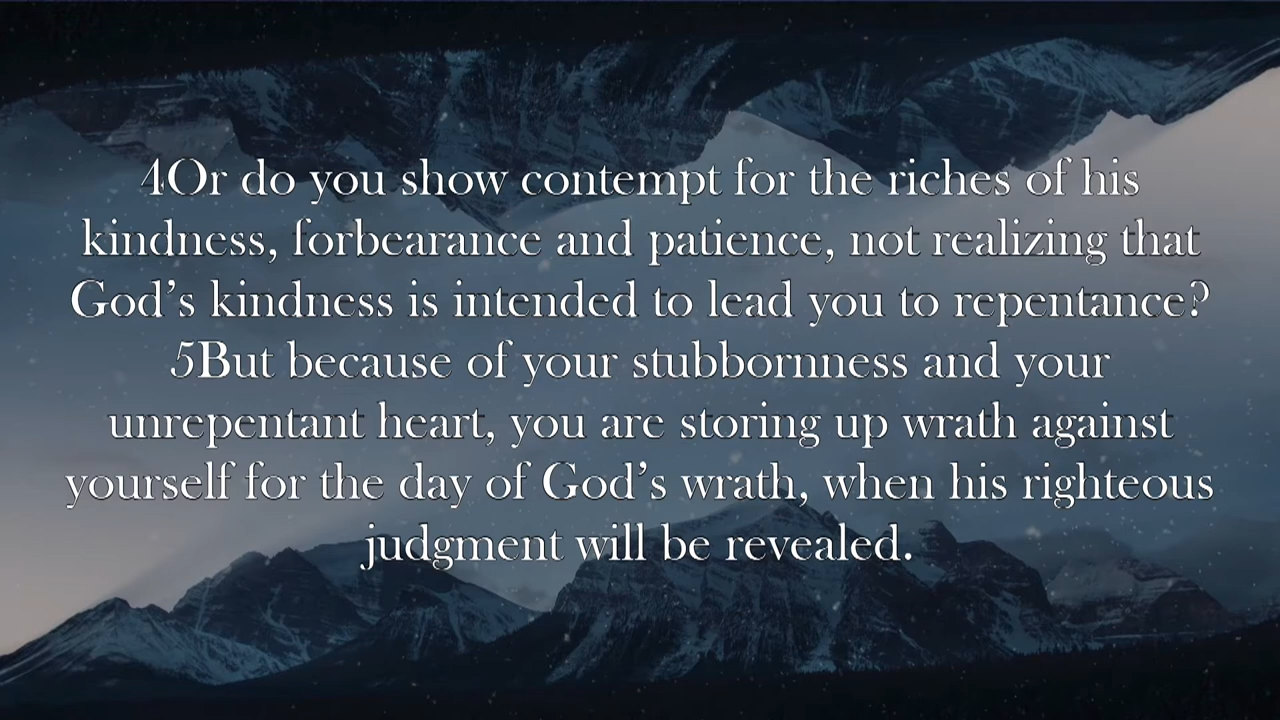 4Or do you show contempt for the riches of his
kindness, forbearance and patience, not realizing that
God’s kindness is intended to lead you to repentance?
5But because of your stubbornness and your
unrepentant heart, you are storing up wrath against
yourself for the day of God’s wrath, when his righteous
judgment will be revealed.